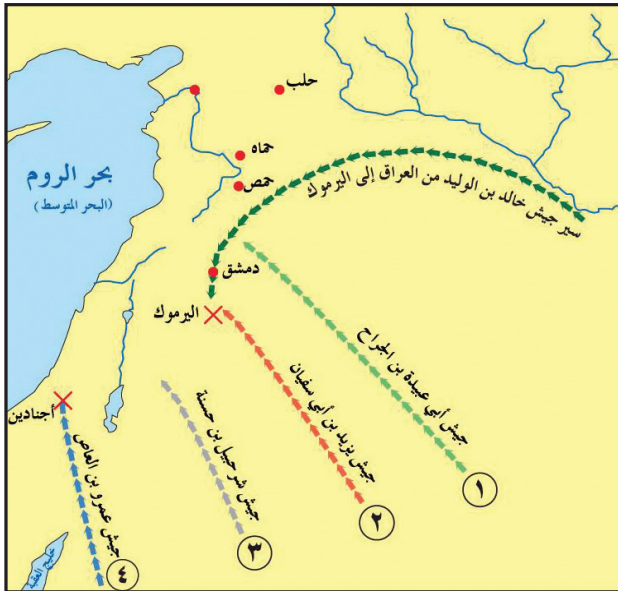 حلب
حماه
حمص
بحر الروم
(البحر المتوسط)
سير جيش خالد بن الوليد من العراق إلى اليرموك
دمشق
اليرموك
أجنادين
جيش أبي عبيدة بن الجراح
جيش يزيد بن أبي سفيان
جيش شرحبيل بن حسنة
جيش عمرو بن العاص
١
٢
٣
٤
خليج العقبه